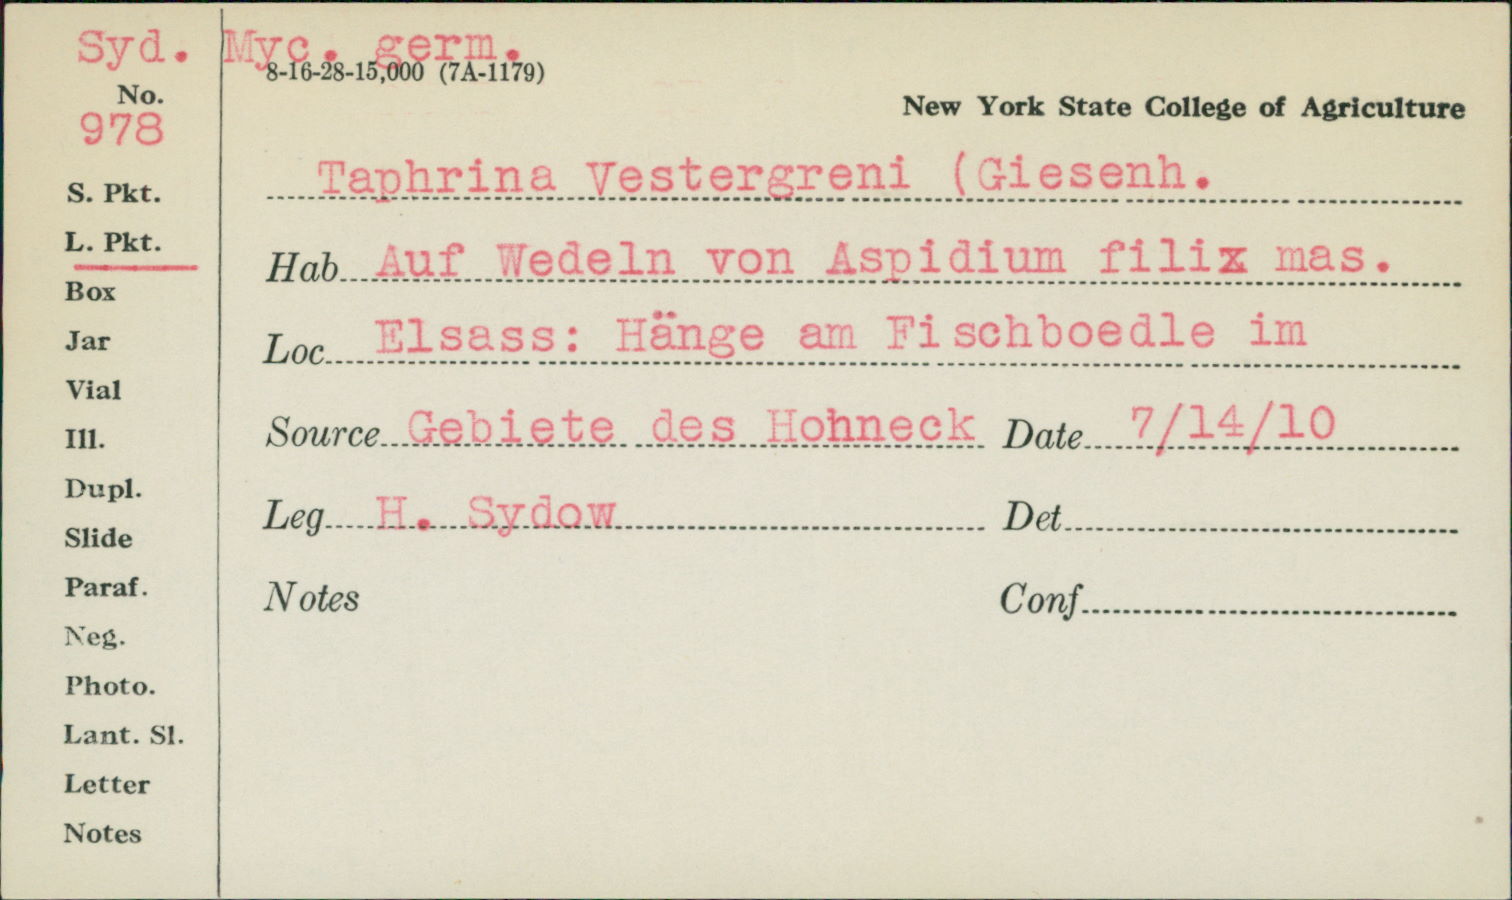 Syd. Myc. germ.
8-16-28-15,000 (7A-1179)
No.
978
New York State College of Agriculture
Taphrina Vestergreni (Giesenh.
S. Pkt.
L. Pkt.
Box
Jar
Vial
Ill.
Dupl.
Slide
Paraf.
Neg.
Photo.
Lant. Sl.
Letter
Notes
Hab Auf Wedeln von Aspidium filix mas.
Loc Elsass: Hänge am Fischboedle im
Source Gebiete des Hohneck Date 7/14/10
Leg H. Sydow Det
Notes Conf